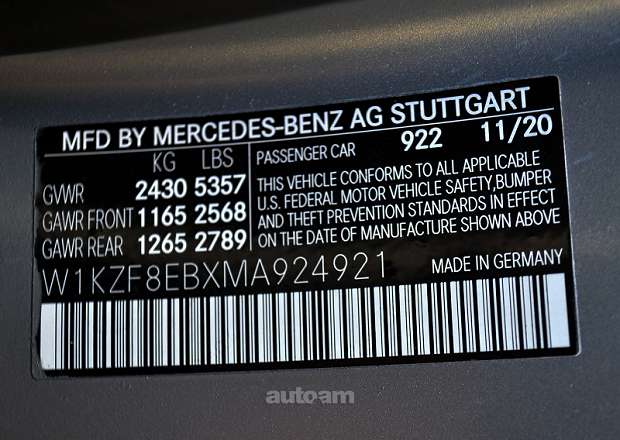 MFD BY MERCEDES-BENZ AG STUTTGART
KG LBS
GVWR 2430 5357
GAWR FRONT 1165 2568
GAWR REAR 1265 2789
PASSENGER CAR 922 11/20
THIS VEHICLE CONFORMS TO ALL APPLICABLE
U.S. FEDERAL MOTOR VEHICLE SAFETY, BUMPER
AND THEFT PREVENTION STANDARDS IN EFFECT
ON THE DATE OF MANUFACTURE SHOWN ABOVE
W1KZF8EBXMA924921 MADE IN GERMANY
autoam